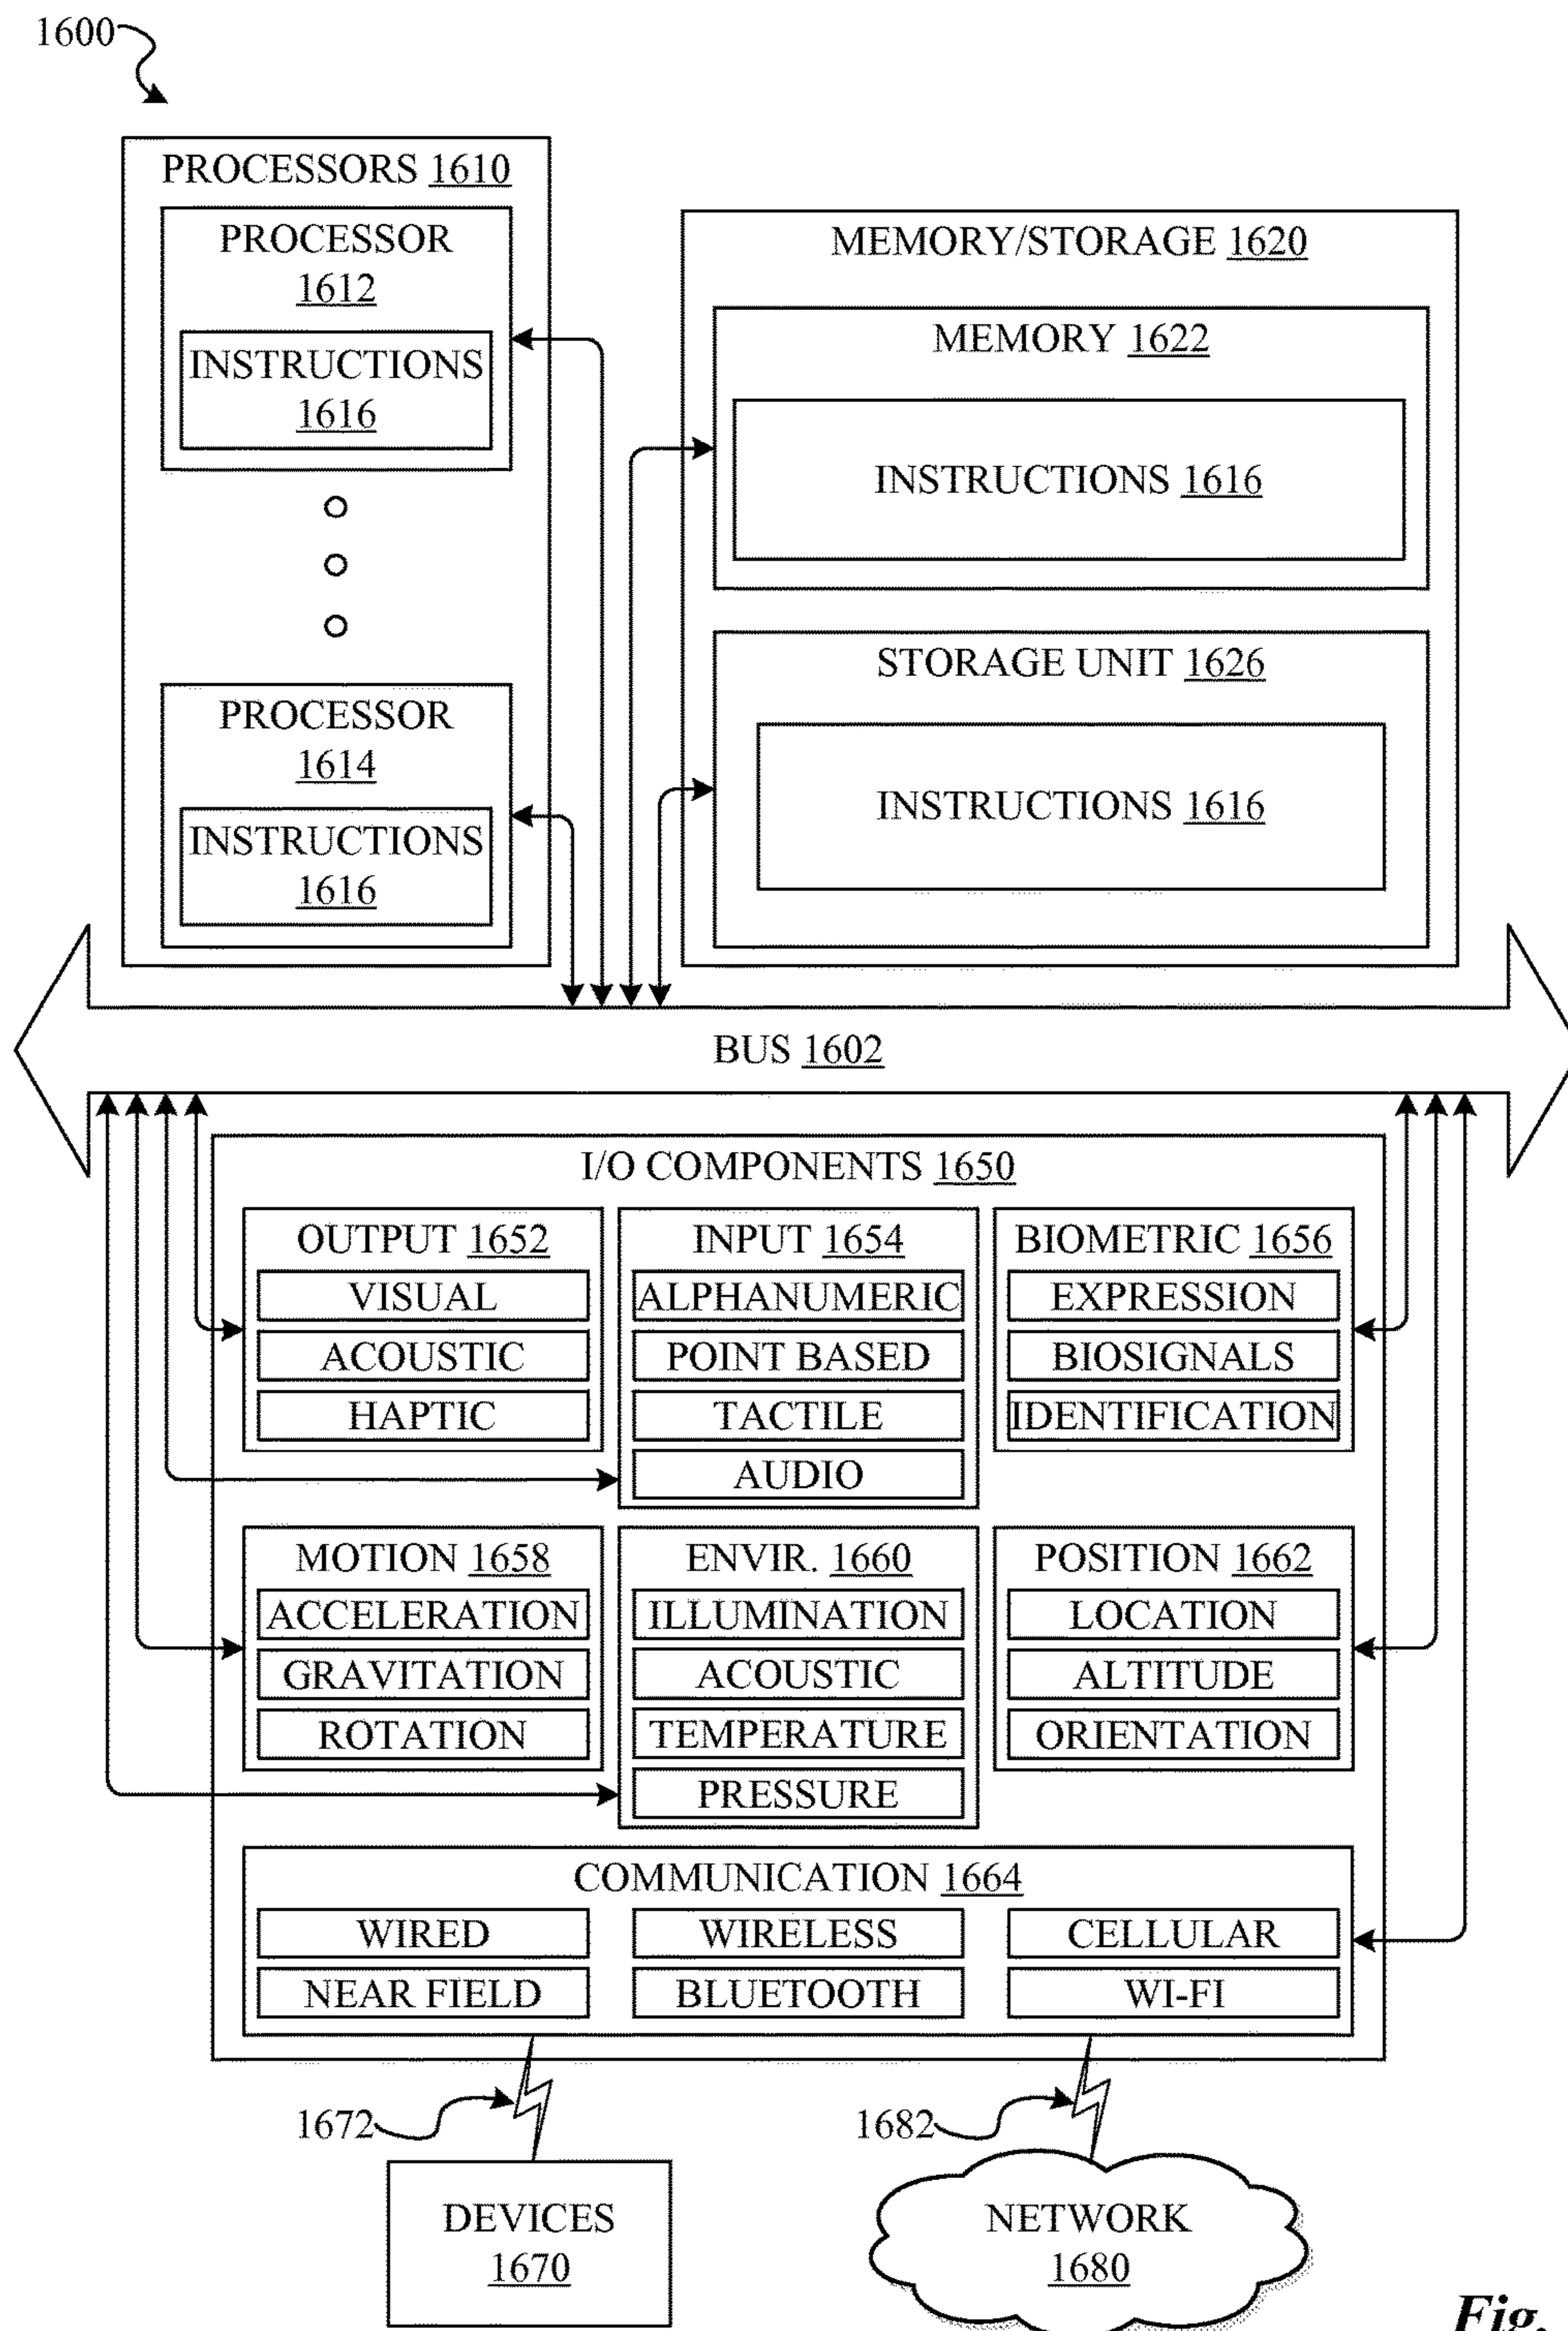 1600
PROCESSORS 1610
PROCESSOR
1612
INSTRUCTIONS
1616
PROCESSOR
1614
INSTRUCTIONS
1616
MEMORY/STORAGE 1620
MEMORY 1622
INSTRUCTIONS 1616
STORAGE UNIT 1626
INSTRUCTIONS 1616
BUS 1602
I/O COMPONENTS 1650
OUTPUT 1652
VISUAL
ACOUSTIC
HAPTIC
INPUT 1654
ALPHANUMERIC
POINT BASED
TACTILE
AUDIO
BIOMETRIC 1656
EXPRESSION
BIOSIGNALS
IDENTIFICATION
MOTION 1658
ACCELERATION
GRAVITATION
ROTATION
ENVIR. 1660
ILLUMINATION
ACOUSTIC
TEMPERATURE
PRESSURE
POSITION 1662
LOCATION
ALTITUDE
ORIENTATION
COMMUNICATION 1664
WIRED
WIRELESS
CELLULAR
NEAR FIELD
BLUETOOTH
WI-FI
1672
1682
DEVICES
1670
NETWORK
1680
Fig.